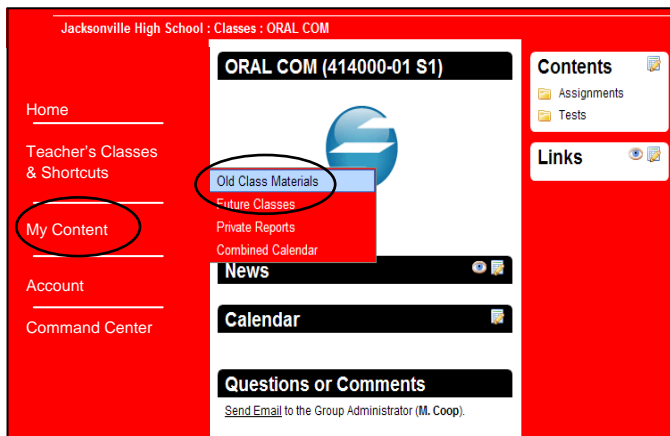 Jacksonville High School : Classes : ORAL COM
Home
Teacher's Classes
& Shortcuts
My Content
Account
Command Center
ORAL COM (414000-01 S1)
Old Class Materials
Future Classes
Private Reports
Combined Calendar
News
Calendar
Questions or Comments
Send Email to the Group Administrator (M. Coop).
Contents
Assignments
Tests
Links